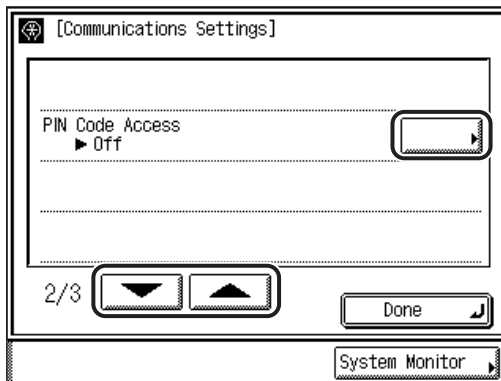 [Communications Settings]
PIN Code Access
▶ Off
2/3
Done
System Monitor